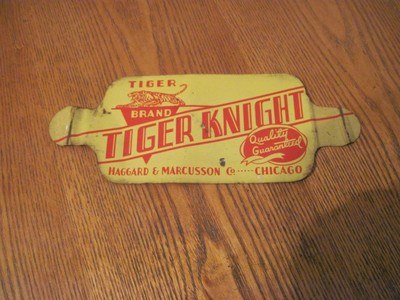 TIGER
BRAND
TIGER KNIGHT
Quality
Guaranteed
HAGGARD & MARCUSSON CO ····· CHICAGO